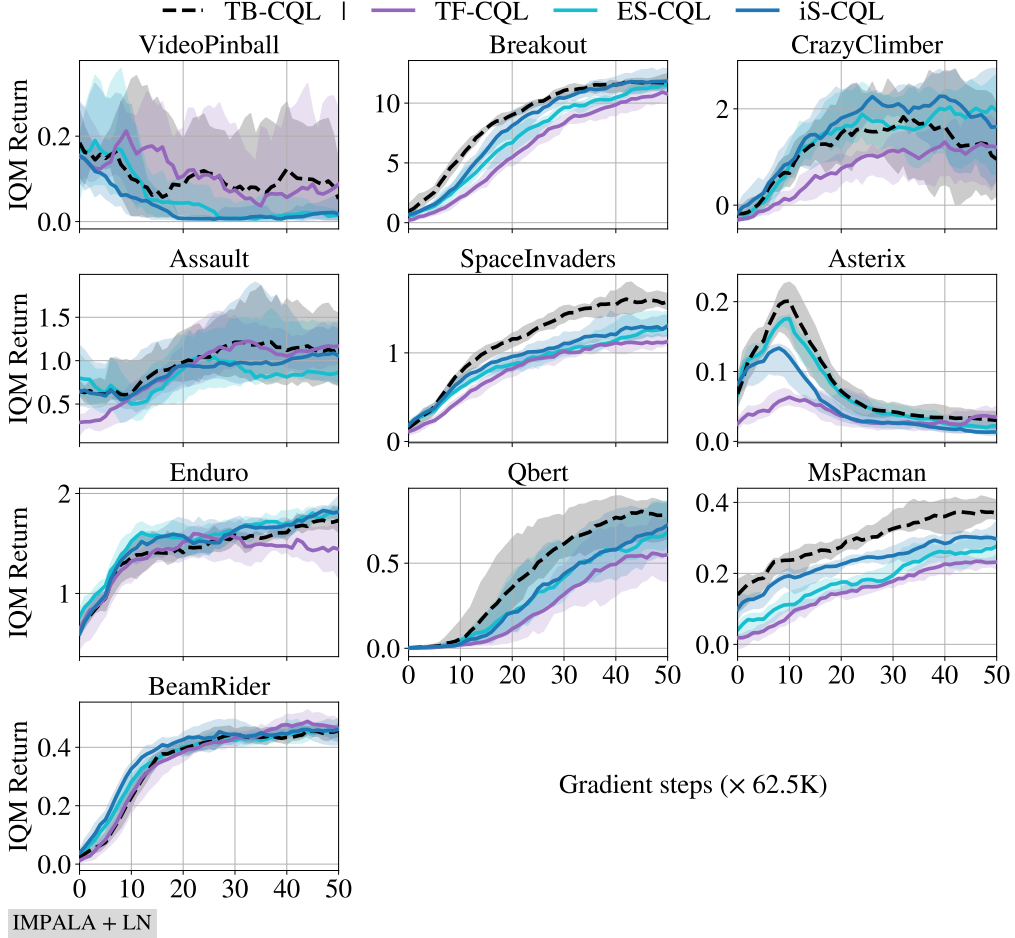 TB-CQL | TF-CQL ES-CQL iS-CQL
VideoPinball Breakout CrazyClimber
IQM Return
0.2
0.0
10
5
0
2
0
Assault SpaceInvaders Asterix
IQM Return
1.5
1.0
0.5
1
0
0.2
0.1
0.0
Enduro Qbert MsPacman
IQM Return
2
1
0.5
0.0
0.4
0.2
0.0
0 10 20 30 40 50
0 10 20 30 40 50
BeamRider
IQM Return
0.4
0.2
0.0
0 10 20 30 40 50
Gradient steps (× 62.5K)
IMPALA + LN